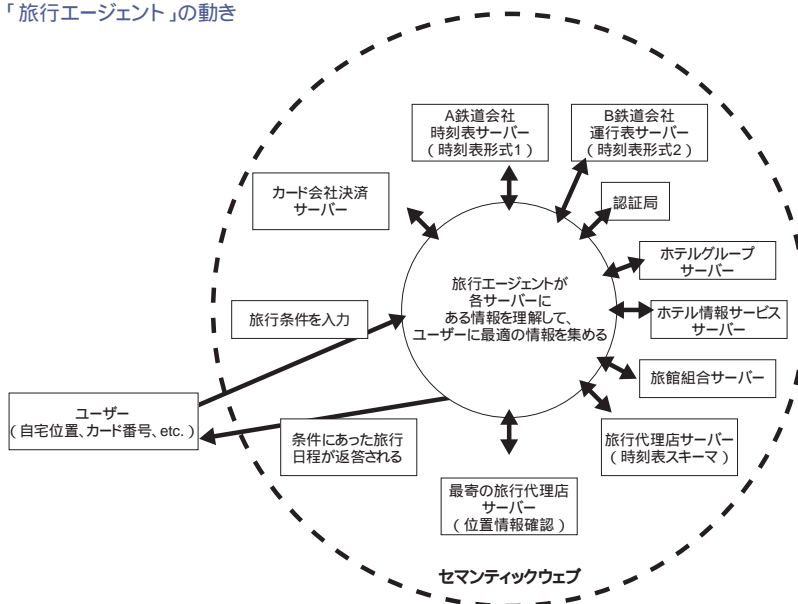 「旅行エージェント」の動き
A鉄道会社
時刻表サーバー
（時刻表形式1）
B鉄道会社
運行表サーバー
（時刻表形式2）
カード会社決済
サーバー
認証局
ホテルグループ
サーバー
旅行エージェントが
各サーバーに
ある情報を理解して、
ユーザーに最適の情報を集める
旅行条件を入力
ホテル情報サービス
サーバー
旅館組合サーバー
ユーザー
（自宅位置、カード番号、etc.）
条件にあった旅行
日程が返答される
旅行代理店サーバー
（時刻表スキーマ）
最寄の旅行代理店
サーバー
（位置情報確認）
セマンティックウェブ